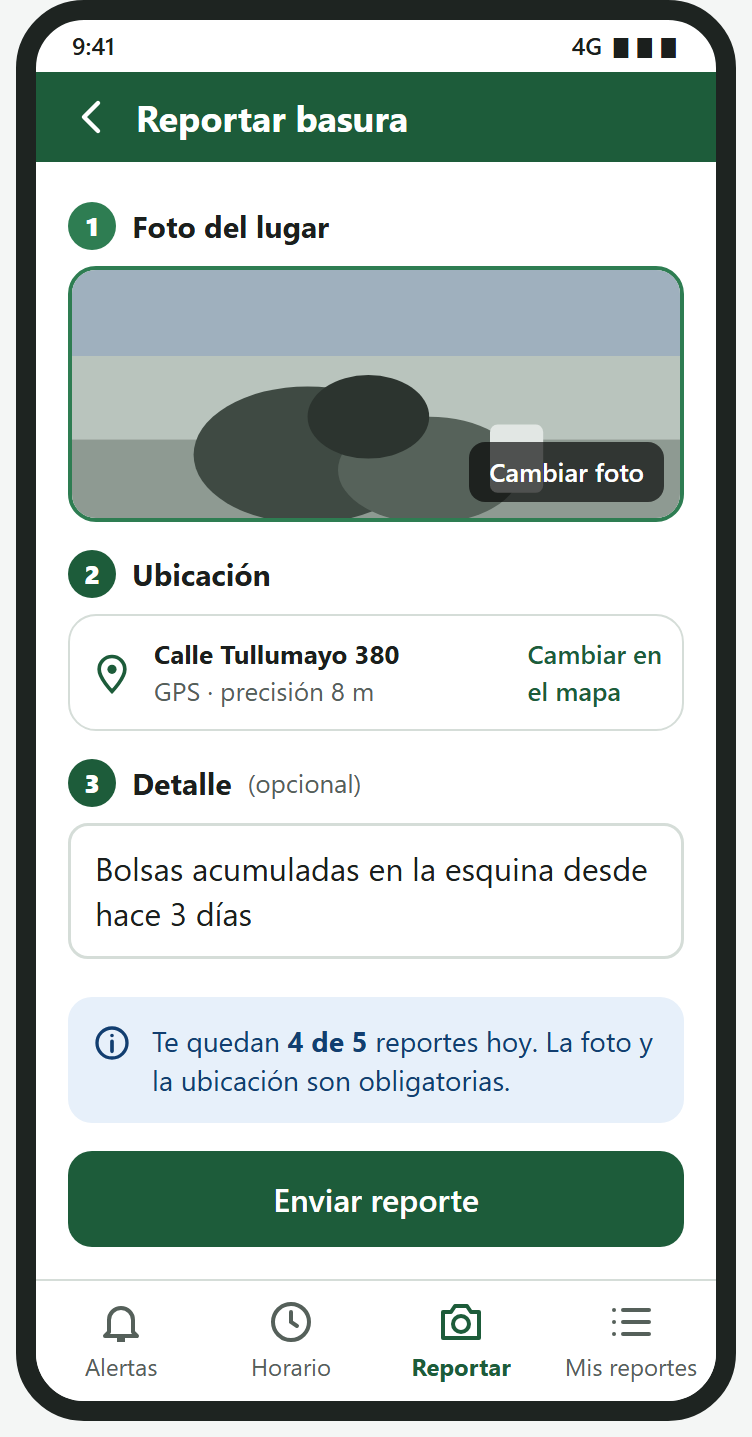 9:41
4G
Reportar basura
1 Foto del lugar
Cambiar foto
2 Ubicación
Calle Tullumayo 380
GPS · precisión 8 m
Cambiar en
el mapa
3 Detalle (opcional)
Bolsas acumuladas en la esquina desde
hace 3 días
Te quedan 4 de 5 reportes hoy. La foto y
la ubicación son obligatorias.
Enviar reporte
Alertas Horario Reportar Mis reportes